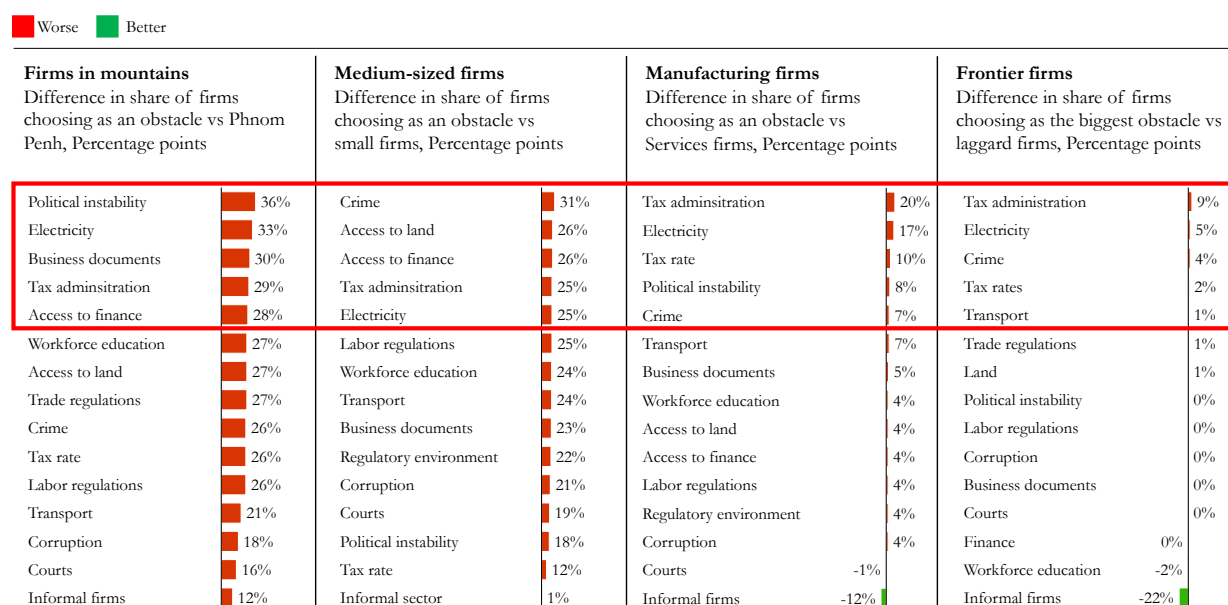 Worse Better
Firms in mountains
Difference in share of firms
choosing as an obstacle vs Phnom
Penh, Percentage points
Political instability 36%
Electricity 33%
Business documents 30%
Tax adminsitration 29%
Access to finance 28%
Workforce education 27%
Access to land 27%
Trade regulations 27%
Crime 26%
Tax rate 26%
Labor regulations 26%
Transport 21%
Corruption 18%
Courts 16%
Informal firms 12%
Medium-sized firms
Difference in share of firms
choosing as an obstacle vs
small firms, Percentage points
Crime 31%
Access to land 26%
Access to finance 26%
Tax adminsitration 25%
Electricity 25%
Labor regulations 25%
Workforce education 24%
Transport 24%
Business documents 23%
Regulatory environment 22%
Corruption 21%
Courts 19%
Political instability 18%
Tax rate 12%
Informal sector 1%
Manufacturing firms
Difference in share of firms
choosing as an obstacle vs
Services firms, Percentage points
Tax adminsitration 20%
Electricity 17%
Tax rate 10%
Political instability 8%
Crime 7%
Transport 7%
Business documents 5%
Workforce education 4%
Access to land 4%
Access to finance 4%
Labor regulations 4%
Regulatory environment 4%
Corruption 4%
Courts -1%
Informal firms -12%
Frontier firms
Difference in share of firms
choosing as the biggest obstacle vs
laggard firms, Percentage points
Tax administration 9%
Electricity 5%
Crime 4%
Tax rates 2%
Transport 1%
Trade regulations 1%
Land 1%
Political instability 0%
Labor regulations 0%
Corruption 0%
Business documents 0%
Courts 0%
Finance 0%
Workforce education -2%
Informal firms -22%